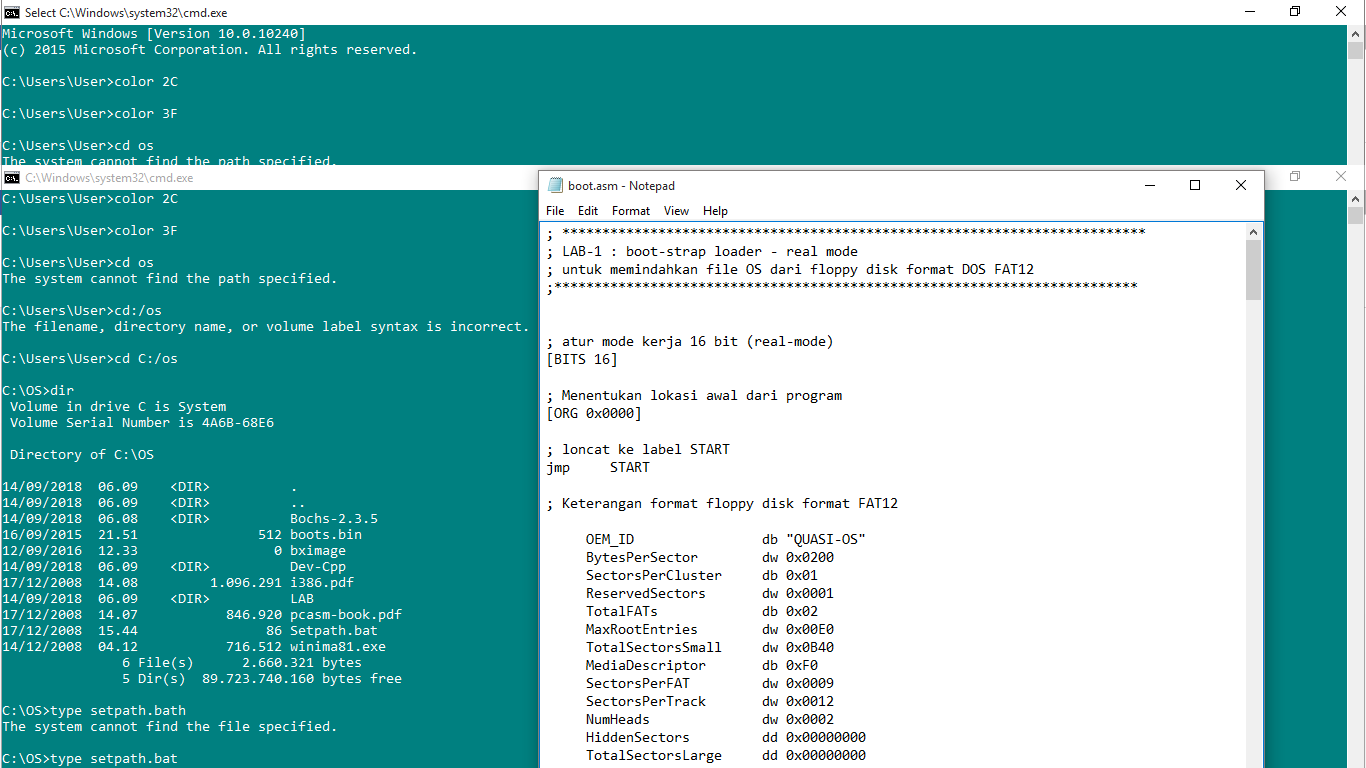 Select C:\Windows\system32\cmd.exe
Microsoft Windows [Version 10.0.10240]
(c) 2015 Microsoft Corporation. All rights reserved.
C:\Users\User>color 2C
C:\Users\User>color 3F
C:\Users\User>cd os
The system cannot find the path specified.
C:\Windows\system32\cmd.exe
C:\Users\User>color 2C
C:\Users\User>color 3F
C:\Users\User>cd os
The system cannot find the path specified.
C:\Users\User>cd:/os
The filename, directory name, or volume label syntax is incorrect.
C:\Users\User>cd C:/os
C:\OS>dir
 Volume in drive C is System
 Volume Serial Number is 4A6B-68E6
 Directory of C:\OS
14/09/2018  06.09    <DIR>          .
14/09/2018  06.09    <DIR>          ..
14/09/2018  06.08    <DIR>          Bochs-2.3.5
16/09/2015  21.51               512 boots.bin
12/09/2016  12.33                 0 bximage
14/09/2018  06.09    <DIR>          Dev-Cpp
17/12/2008  14.08         1.096.291 i386.pdf
14/09/2018  06.09    <DIR>          LAB
17/12/2008  14.07           846.920 pcasm-book.pdf
17/12/2008  15.44                86 Setpath.bat
14/12/2008  04.12           716.512 winima81.exe
               6 File(s)      2.660.321 bytes
               5 Dir(s)  89.723.740.160 bytes free
C:\OS>type setpath.bath
The system cannot find the file specified.
C:\OS>type setpath.bat
boot.asm - Notepad
File Edit Format View Help
; *************************************************************************
; LAB-1 : boot-strap loader - real mode
; untuk memindahkan file OS dari floppy disk format DOS FAT12
;*************************************************************************
; atur mode kerja 16 bit (real-mode)
[BITS 16]
; Menentukan lokasi awal dari program
[ORG 0x0000]
; loncat ke label START
jmp     START
; Keterangan format floppy disk format FAT12
OEM_ID                db "QUASI-OS"
BytesPerSector        dw 0x0200
SectorsPerCluster     db 0x01
ReservedSectors       dw 0x0001
TotalFATs             db 0x02
MaxRootEntries        dw 0x00E0
TotalSectorsSmall     dw 0x0B40
MediaDescriptor       db 0xF0
SectorsPerFAT         dw 0x0009
SectorsPerTrack       dw 0x0012
NumHeads              dw 0x0002
HiddenSectors         dd 0x00000000
TotalSectorsLarge     dd 0x00000000